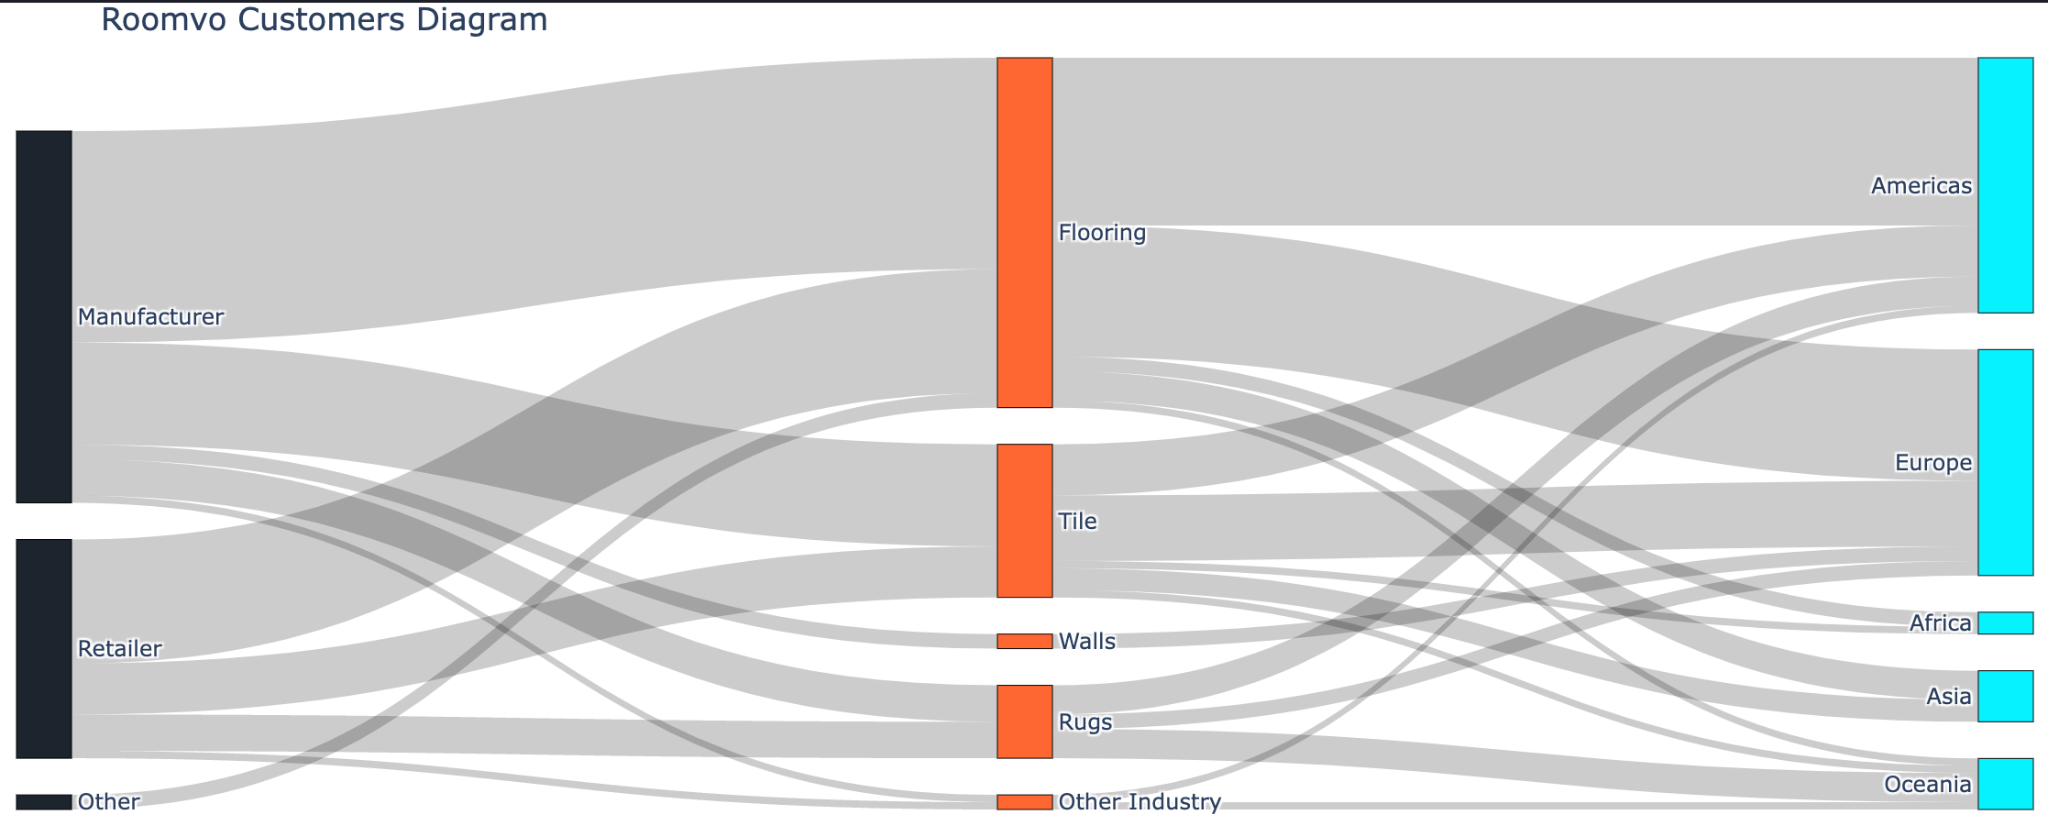 Roomvo Customers Diagram
Manufacturer
Retailer
Other
Flooring
Tile
Walls
Rugs
Other Industry
Americas
Europe
Africa
Asia
Oceania